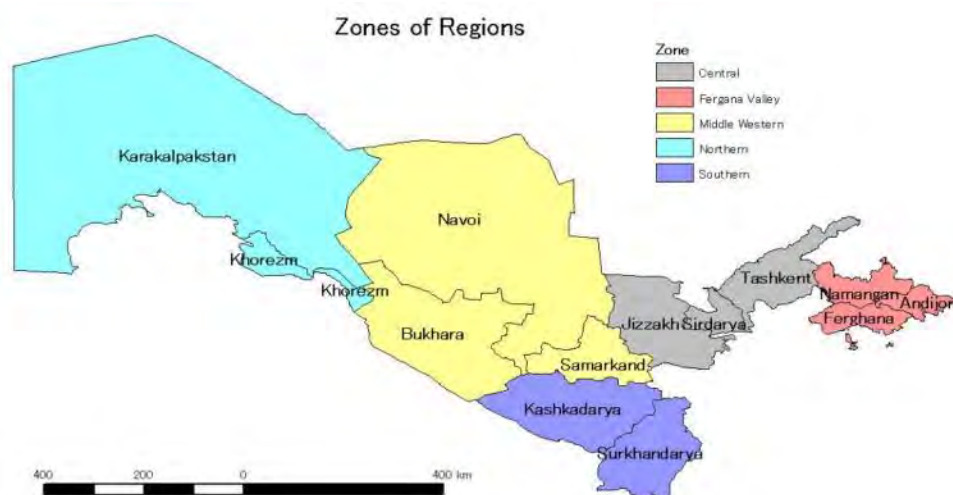 Zones of Regions
Zone
Central
Fergana Valley
Middle Western
Northern
Southern
Karakalpakstan
Navoi
Khorezm
Khorezm
Tashkent
Namangan
Andijon
Ferghana
Jizzakh
Sirdarya
Bukhara
Samarkand
Kashkadarya
Surkhandarya
400 200 0 400 km